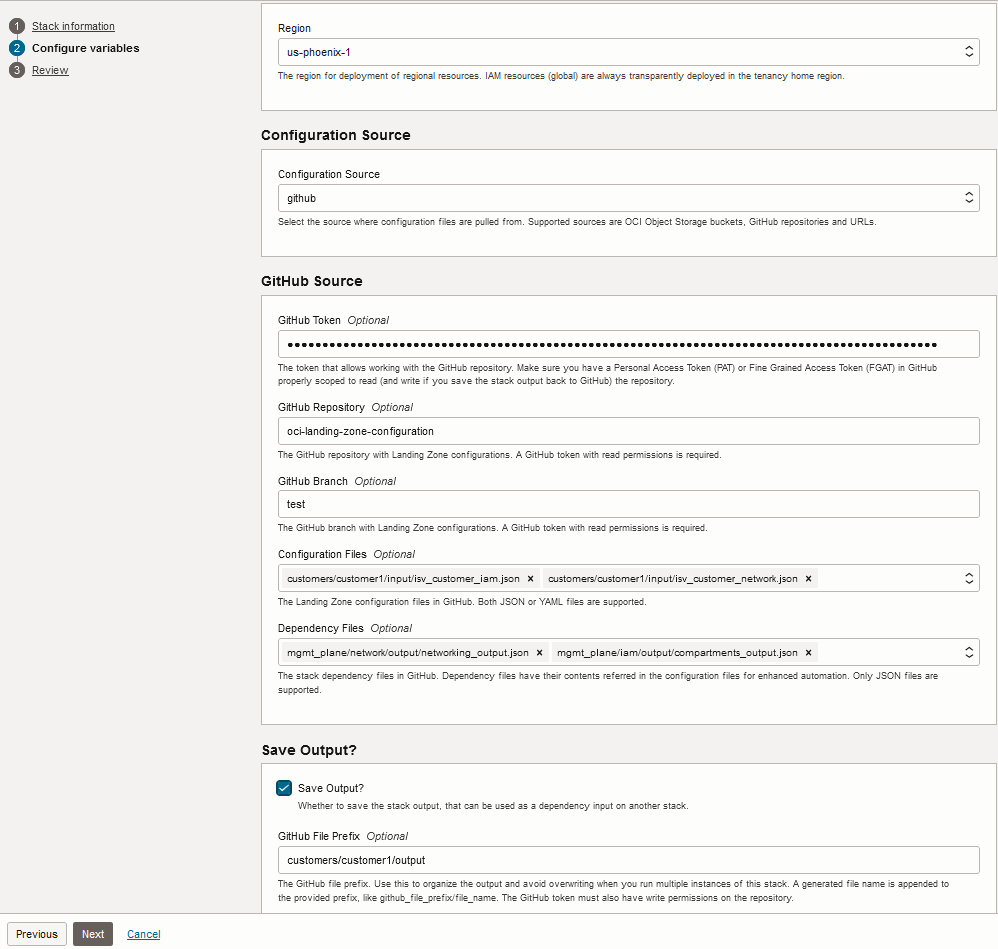 1 Stack information
2 Configure variables
3 Review
Region
us-phoenix-1
The region for deployment of regional resources. IAM resources (global) are always transparently deployed in the tenancy home region.
Configuration Source
Configuration Source
github
Select the source where configuration files are pulled from. Supported sources are OCI Object Storage buckets, GitHub repositories and URLs.
GitHub Source
GitHub Token Optional
The token that allows working with the GitHub repository. Make sure you have a Personal Access Token (PAT) or Fine Grained Access Token (FGAT) in GitHub
properly scoped to read (and write if you save the stack output back to GitHub) the repository.
GitHub Repository Optional
oci-landing-zone-configuration
The GitHub repository with Landing Zone configurations. A GitHub token with read permissions is required.
GitHub Branch Optional
test
The GitHub branch with Landing Zone configurations. A GitHub token with read permissions is required.
Configuration Files Optional
customers/customer1/input/isv_customer_iam.json × customers/customer1/input/isv_customer_network.json ×
The Landing Zone configuration files in GitHub. Both JSON or YAML files are supported.
Dependency Files Optional
mgmt_plane/network/output/networking_output.json × mgmt_plane/iam/output/compartments_output.json ×
The stack dependency files in GitHub. Dependency files have their contents referred in the configuration files for enhanced automation. Only JSON files are
supported.
Save Output?
Save Output?
Whether to save the stack output, that can be used as a dependency input on another stack.
GitHub File Prefix Optional
customers/customer1/output
The GitHub file prefix. Use this to organize the output and avoid overwriting when you run multiple instances of this stack. A generated file name is appended to
the provided prefix, like github_file_prefix/file_name. The GitHub token must also have write permissions on the repository.
Previous Next Cancel